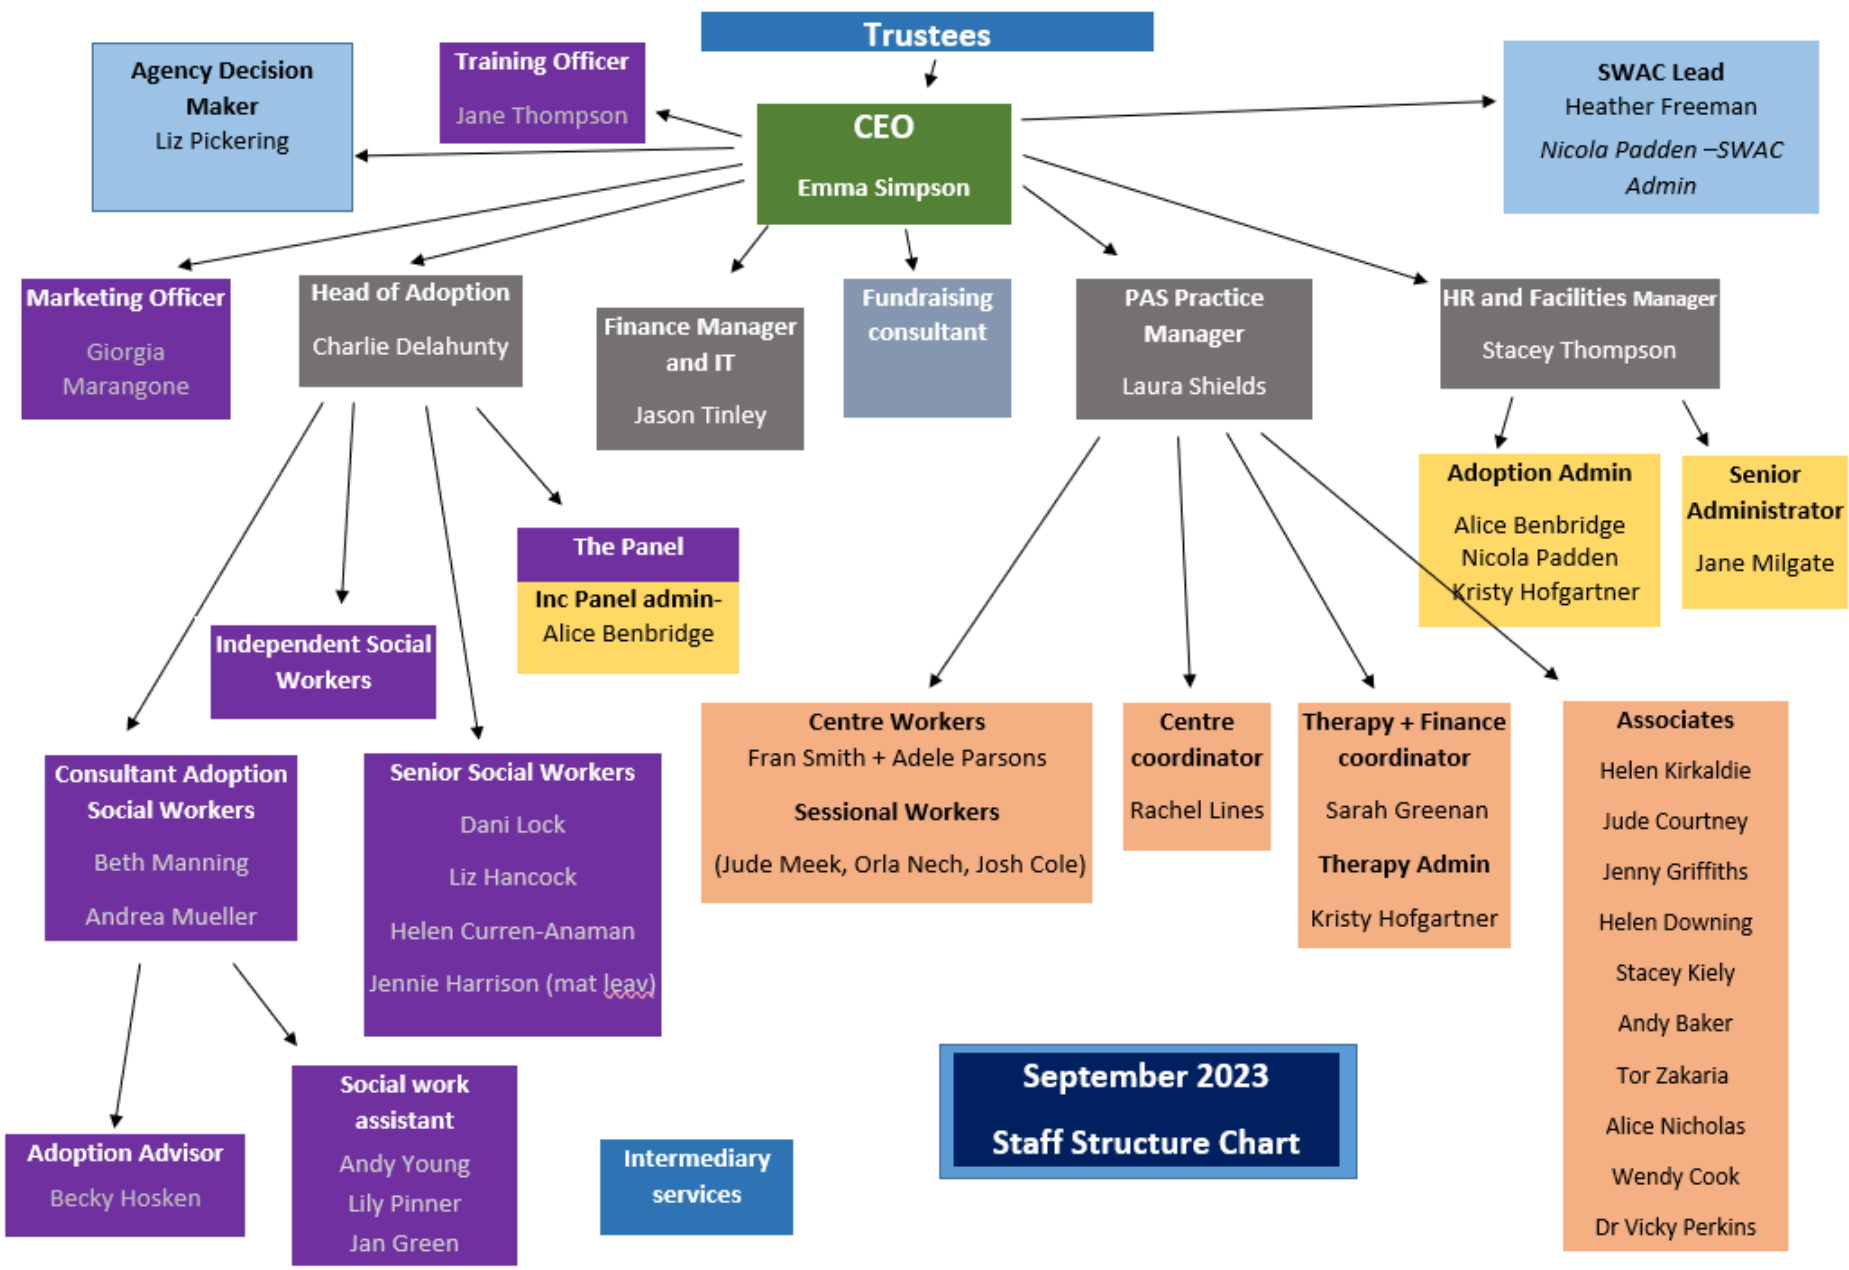 Trustees
Agency Decision
Maker
Liz Pickering
Training Officer
Jane Thompson
CEO
Emma Simpson
SWAC Lead
Heather Freeman
Nicola Padden –SWAC
Admin
Marketing Officer
Giorgia
Marangone
Head of Adoption
Charlie Delahunty
Finance Manager
and IT
Jason Tinley
Fundraising
consultant
PAS Practice
Manager
Laura Shields
HR and Facilities Manager
Stacey Thompson
Adoption Admin
Alice Benbridge
Nicola Padden
Kristy Hofgartner
Senior
Administrator
Jane Milgate
The Panel
Inc Panel admin-
Alice Benbridge
Independent Social
Workers
Consultant Adoption
Social Workers
Beth Manning
Andrea Mueller
Senior Social Workers
Dani Lock
Liz Hancock
Helen Curren-Anaman
Jennie Harrison (mat leav)
Centre Workers
Fran Smith + Adele Parsons
Sessional Workers
(Jude Meek, Orla Nech, Josh Cole)
Centre
coordinator
Rachel Lines
Therapy + Finance
coordinator
Sarah Greenan
Therapy Admin
Kristy Hofgartner
Associates
Helen Kirkaldie
Jude Courtney
Jenny Griffiths
Helen Downing
Stacey Kiely
Andy Baker
Tor Zakaria
Alice Nicholas
Wendy Cook
Dr Vicky Perkins
Adoption Advisor
Becky Hosken
Social work
assistant
Andy Young
Lily Pinner
Jan Green
Intermediary
services
September 2023
Staff Structure Chart